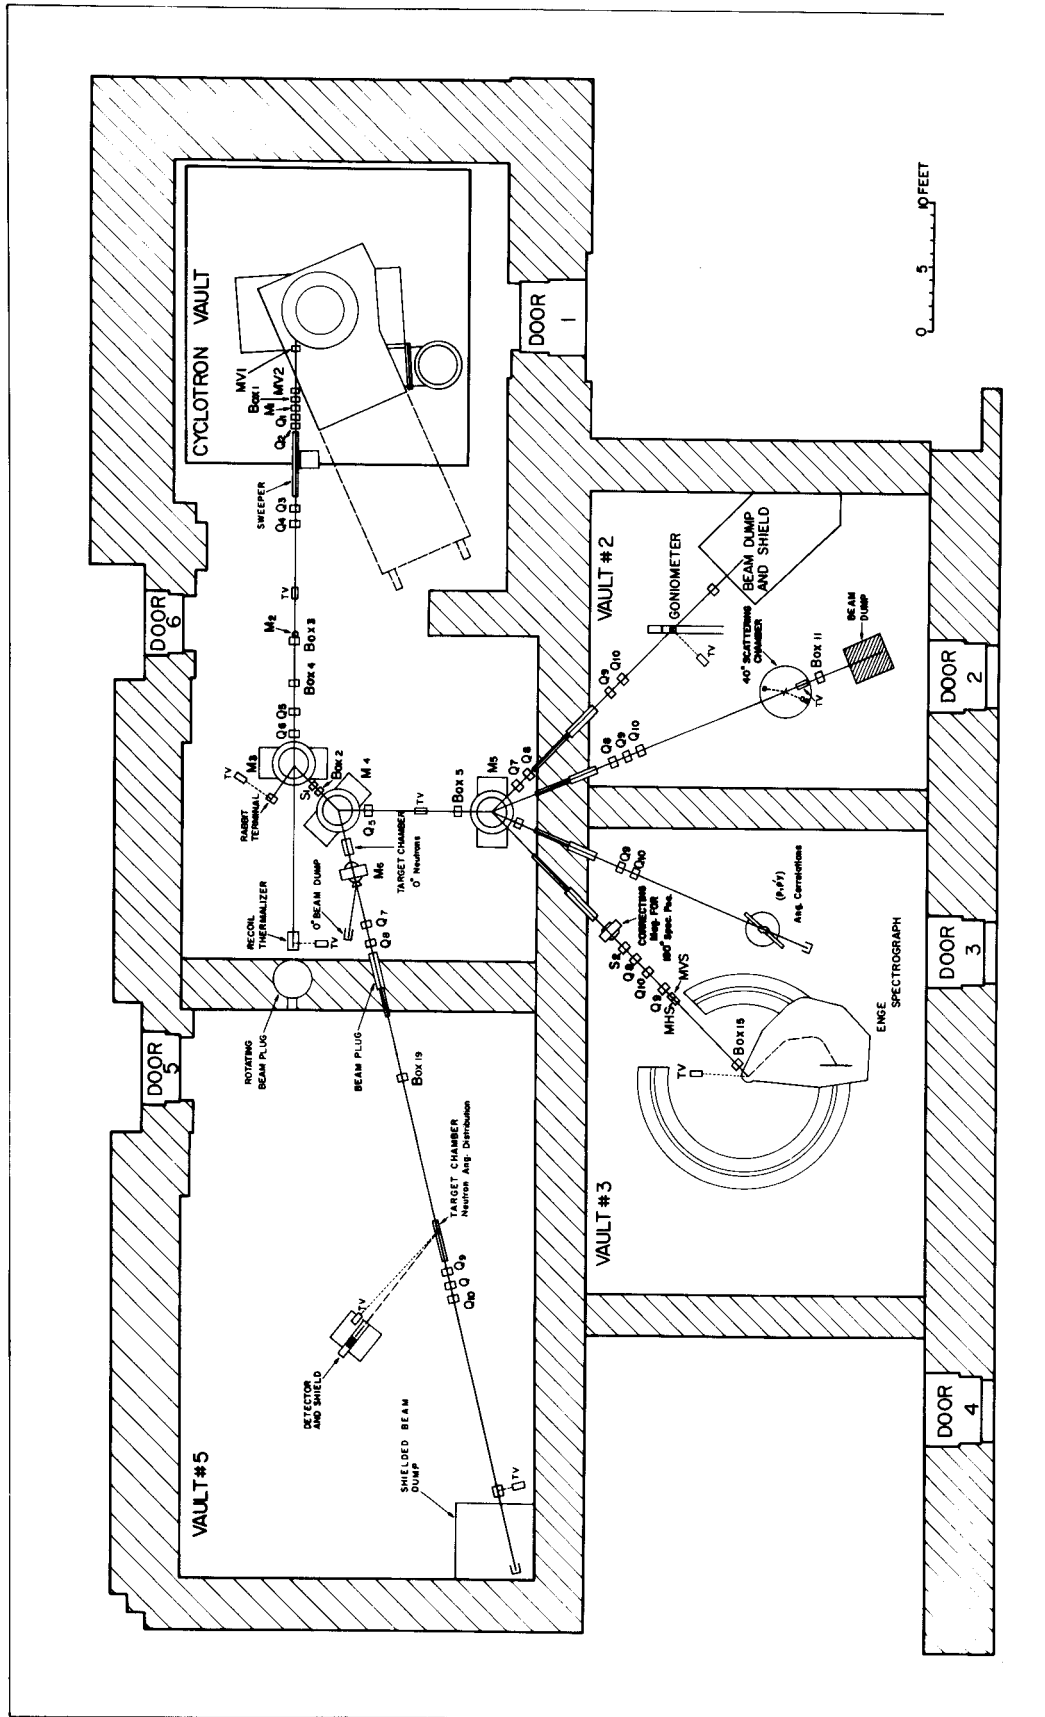 CYCLOTRON VAULT
MV1
Box 1
MV2
M1
Q1
Q2
SWEEPER
Q4 Q3
TV
M2
Box 3
Box 4
Q6 Q5
M3
TV
RABBIT
TERMINAL
S1
Box 2
M4
Q5
TV
Box 5
M5
Q7
Q8
TARGET CHAMBER
0° Neutrons
M6
0° BEAM DUMP
Q7
Q8
RECOIL
THERMALIZER
TV
ROTATING
BEAM PLUG
BEAM PLUG
Box 19
TARGET CHAMBER
Neutron Ang. Distribution
Q9
Q
Q10
TV
DETECTOR
AND SHIELD
SHIELDED BEAM
DUMP
TV
VAULT #5
DOOR
1
DOOR
2
DOOR
3
DOOR
4
DOOR
5
DOOR
6
0 5 10 FEET
VAULT #2
GONIOMETER
BEAM DUMP
AND SHIELD
TV
Q9
Q10
40° SCATTERING
CHAMBER
Box 11
TV
BEAM
DUMP
Q8
Q9
Q10
Q9
Q10
(p,p'γ)
Ang. Correlations
CONNECTING
Mag. FOR
180° Spec. Pos.
S2
Q8
Q10
Q9
MVS
MHS
Box 15
TV
ENGE
SPECTROGRAPH
VAULT #3